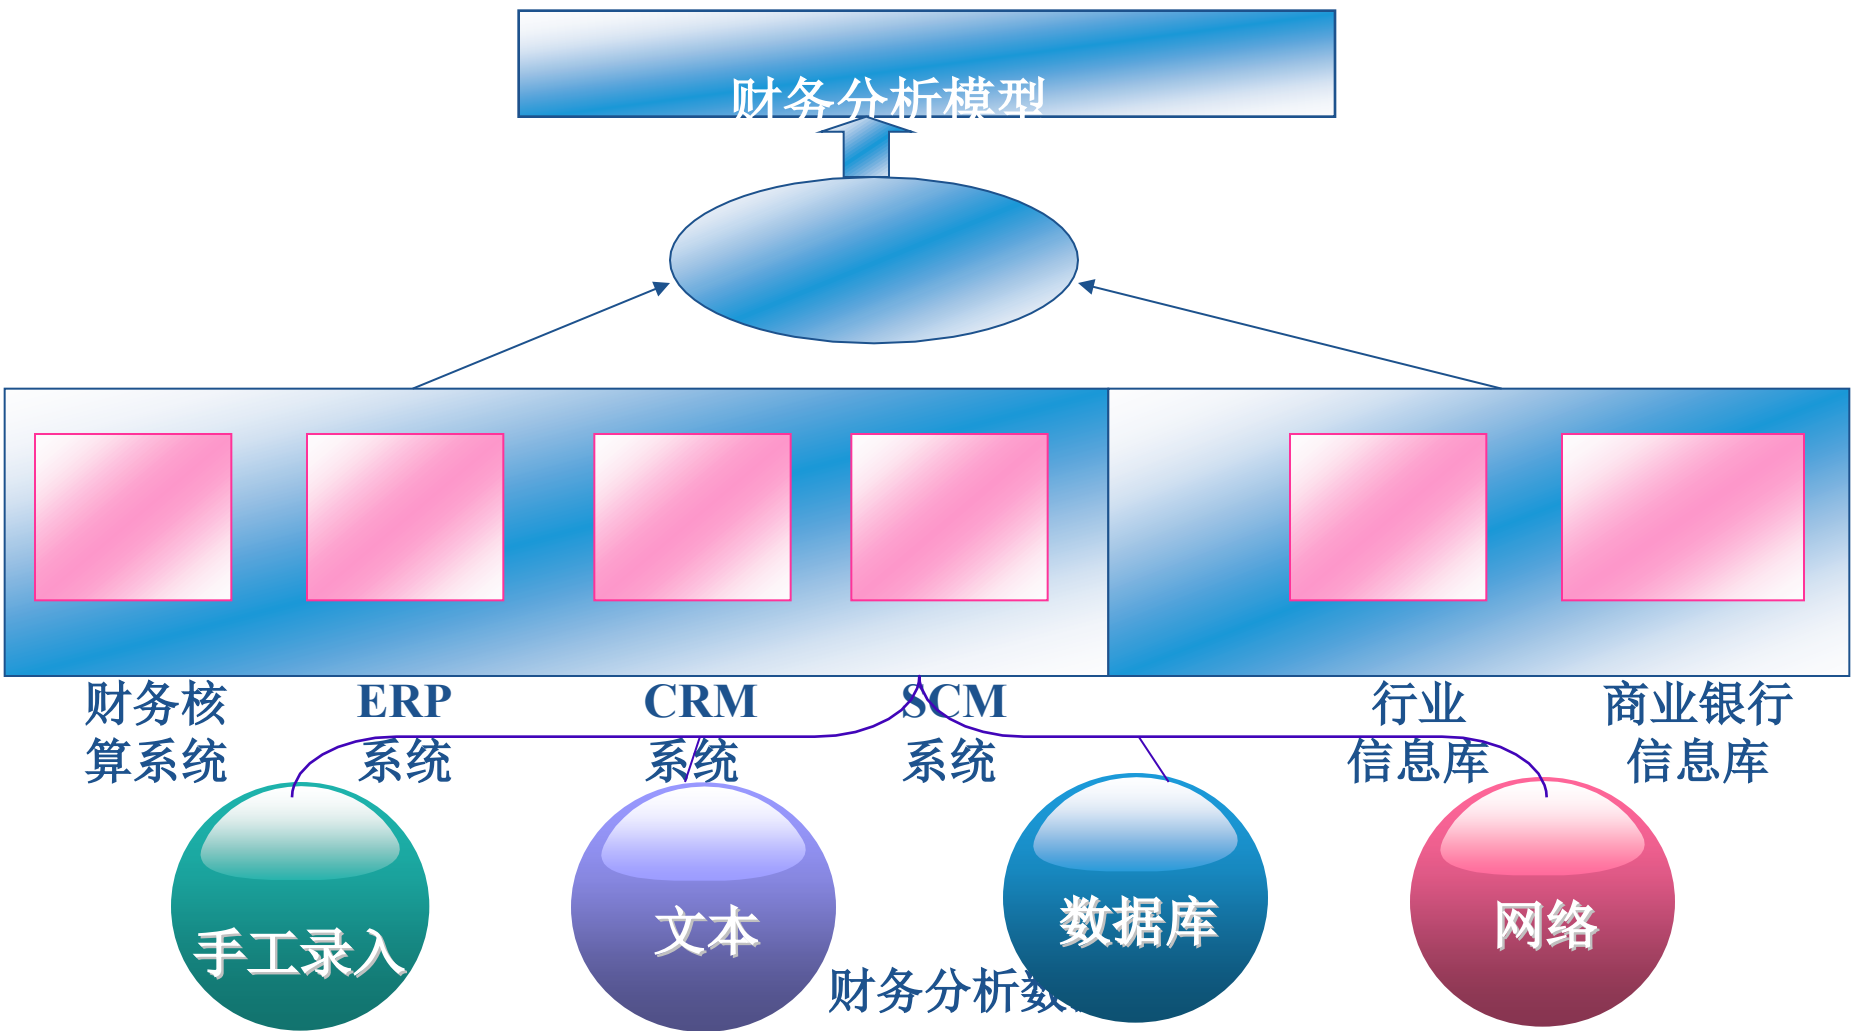 财务分析模型
财务核
算系统
ERP
系统
CRM
系统
SCM
系统
行业
信息库
商业银行
信息库
手工录入
文本
数据库
网络
财务分析数